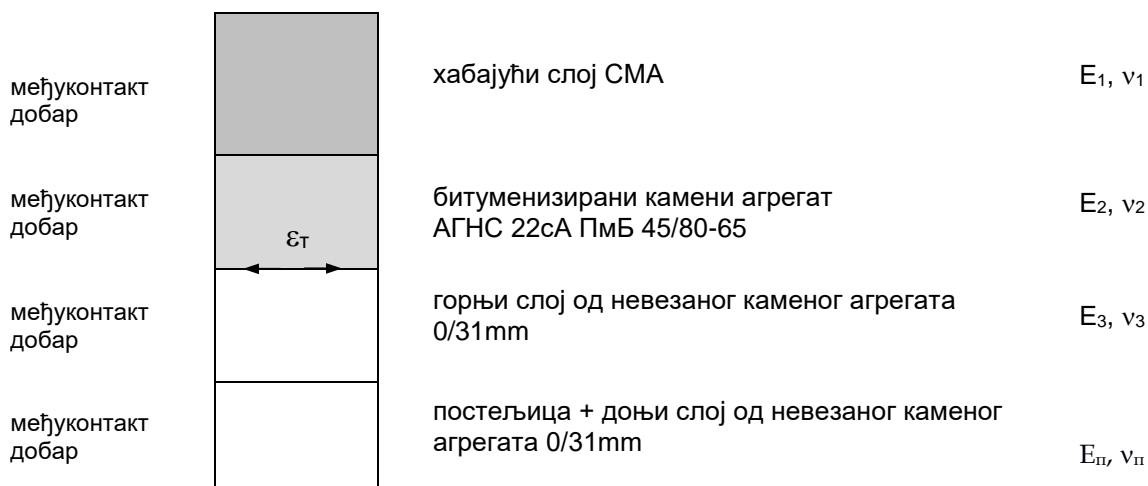 међуконтакт
добар
хабајући слој СМА
E₁, ν₁
међуконтакт
добар
битуменизирани камени агрегат
АГНС 22сА ПмБ 45/80-65
E₂, ν₂
εт
међуконтакт
добар
горњи слој од невезаног каменог агрегата
0/31mm
E₃, ν₃
међуконтакт
добар
постељица + доњи слој од невезаног каменог
агрегата 0/31mm
Eп, νп